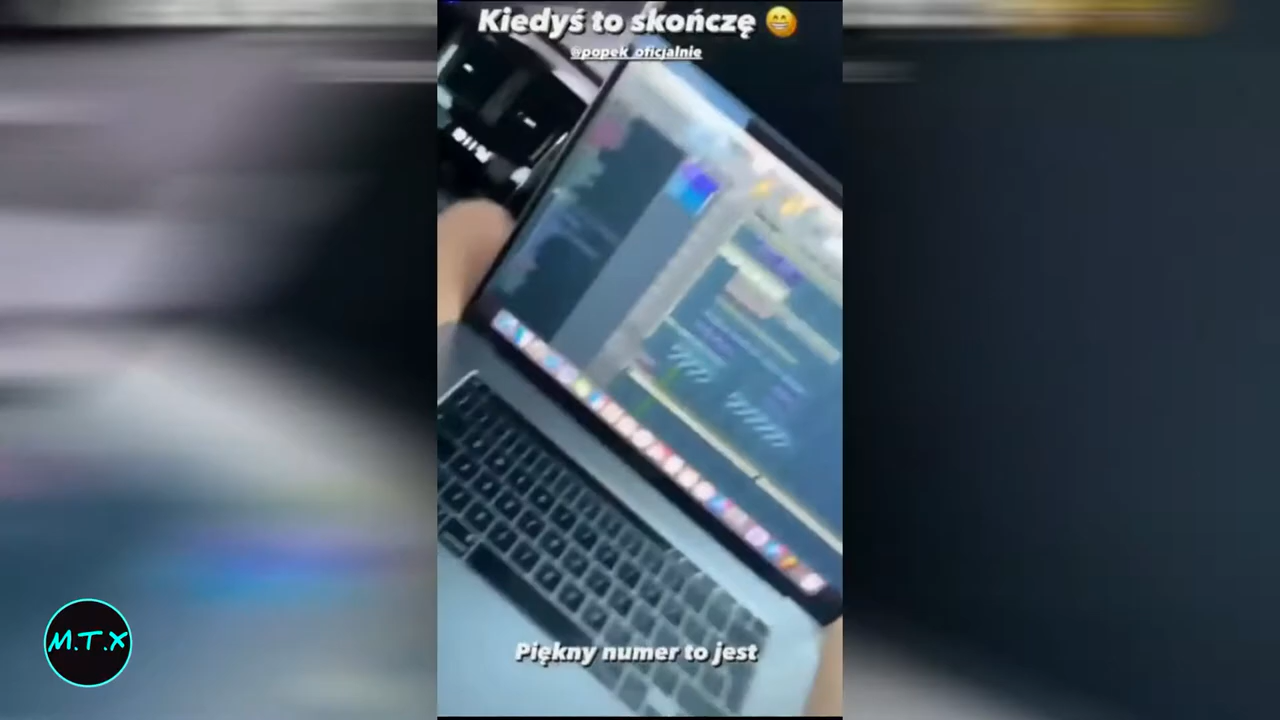 Kiedyś to skończę 😁
@popek_oficjalnie
Piękny numer to jest
M.T.X